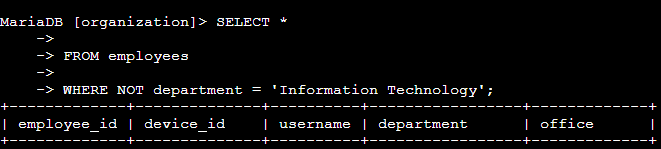 MariaDB [organization]> SELECT *
    ->
    -> FROM employees
    ->
    -> WHERE NOT department = 'Information Technology';
+-------------+--------------+----------+-----------------+-------------+
| employee_id | device_id    | username | department      | office      |
+-------------+--------------+----------+-----------------+-------------+